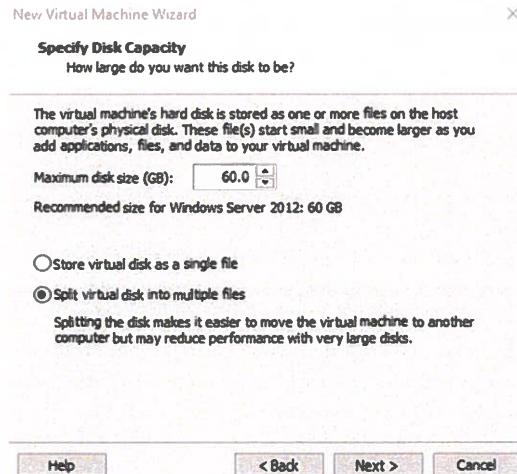 New Virtual Machine Wizard
Specify Disk Capacity
How large do you want this disk to be?
The virtual machine's hard disk is stored as one or more files on the host
computer's physical disk. These file(s) start small and become larger as you
add applications, files, and data to your virtual machine.
Maximum disk size (GB): 60.0
Recommended size for Windows Server 2012: 60 GB
Store virtual disk as a single file
Split virtual disk into multiple files
Splitting the disk makes it easier to move the virtual machine to another
computer but may reduce performance with very large disks.
Help < Back Next > Cancel